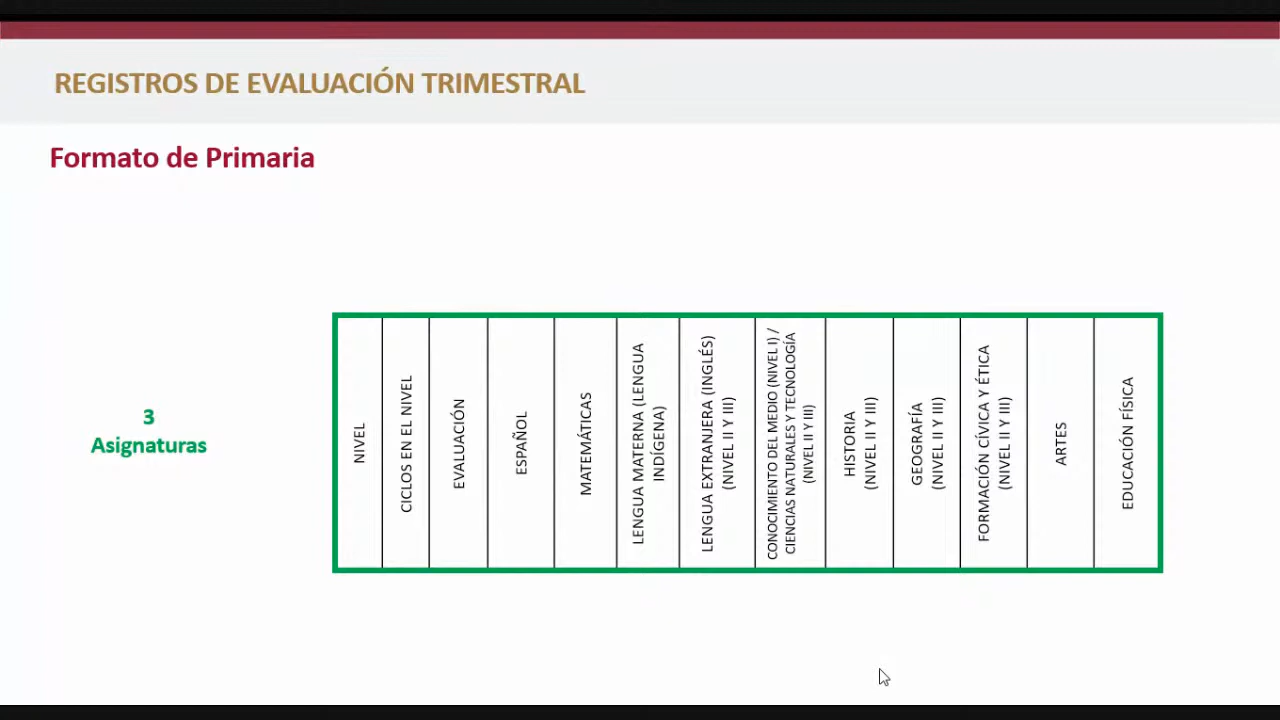 REGISTROS DE EVALUACIÓN TRIMESTRAL
Formato de Primaria
3
Asignaturas
NIVEL
CICLOS EN EL NIVEL
EVALUACIÓN
ESPAÑOL
MATEMÁTICAS
LENGUA MATERNA (LENGUA
INDÍGENA)
LENGUA EXTRANJERA (INGLÉS)
(NIVEL II Y III)
CONOCIMIENTO DEL MEDIO (NIVEL I) /
CIENCIAS NATURALES Y TECNOLOGÍA
(NIVEL II Y III)
HISTORIA
(NIVEL II Y III)
GEOGRAFÍA
(NIVEL II Y III)
FORMACIÓN CÍVICA Y ÉTICA
(NIVEL II Y III)
ARTES
EDUCACIÓN FÍSICA